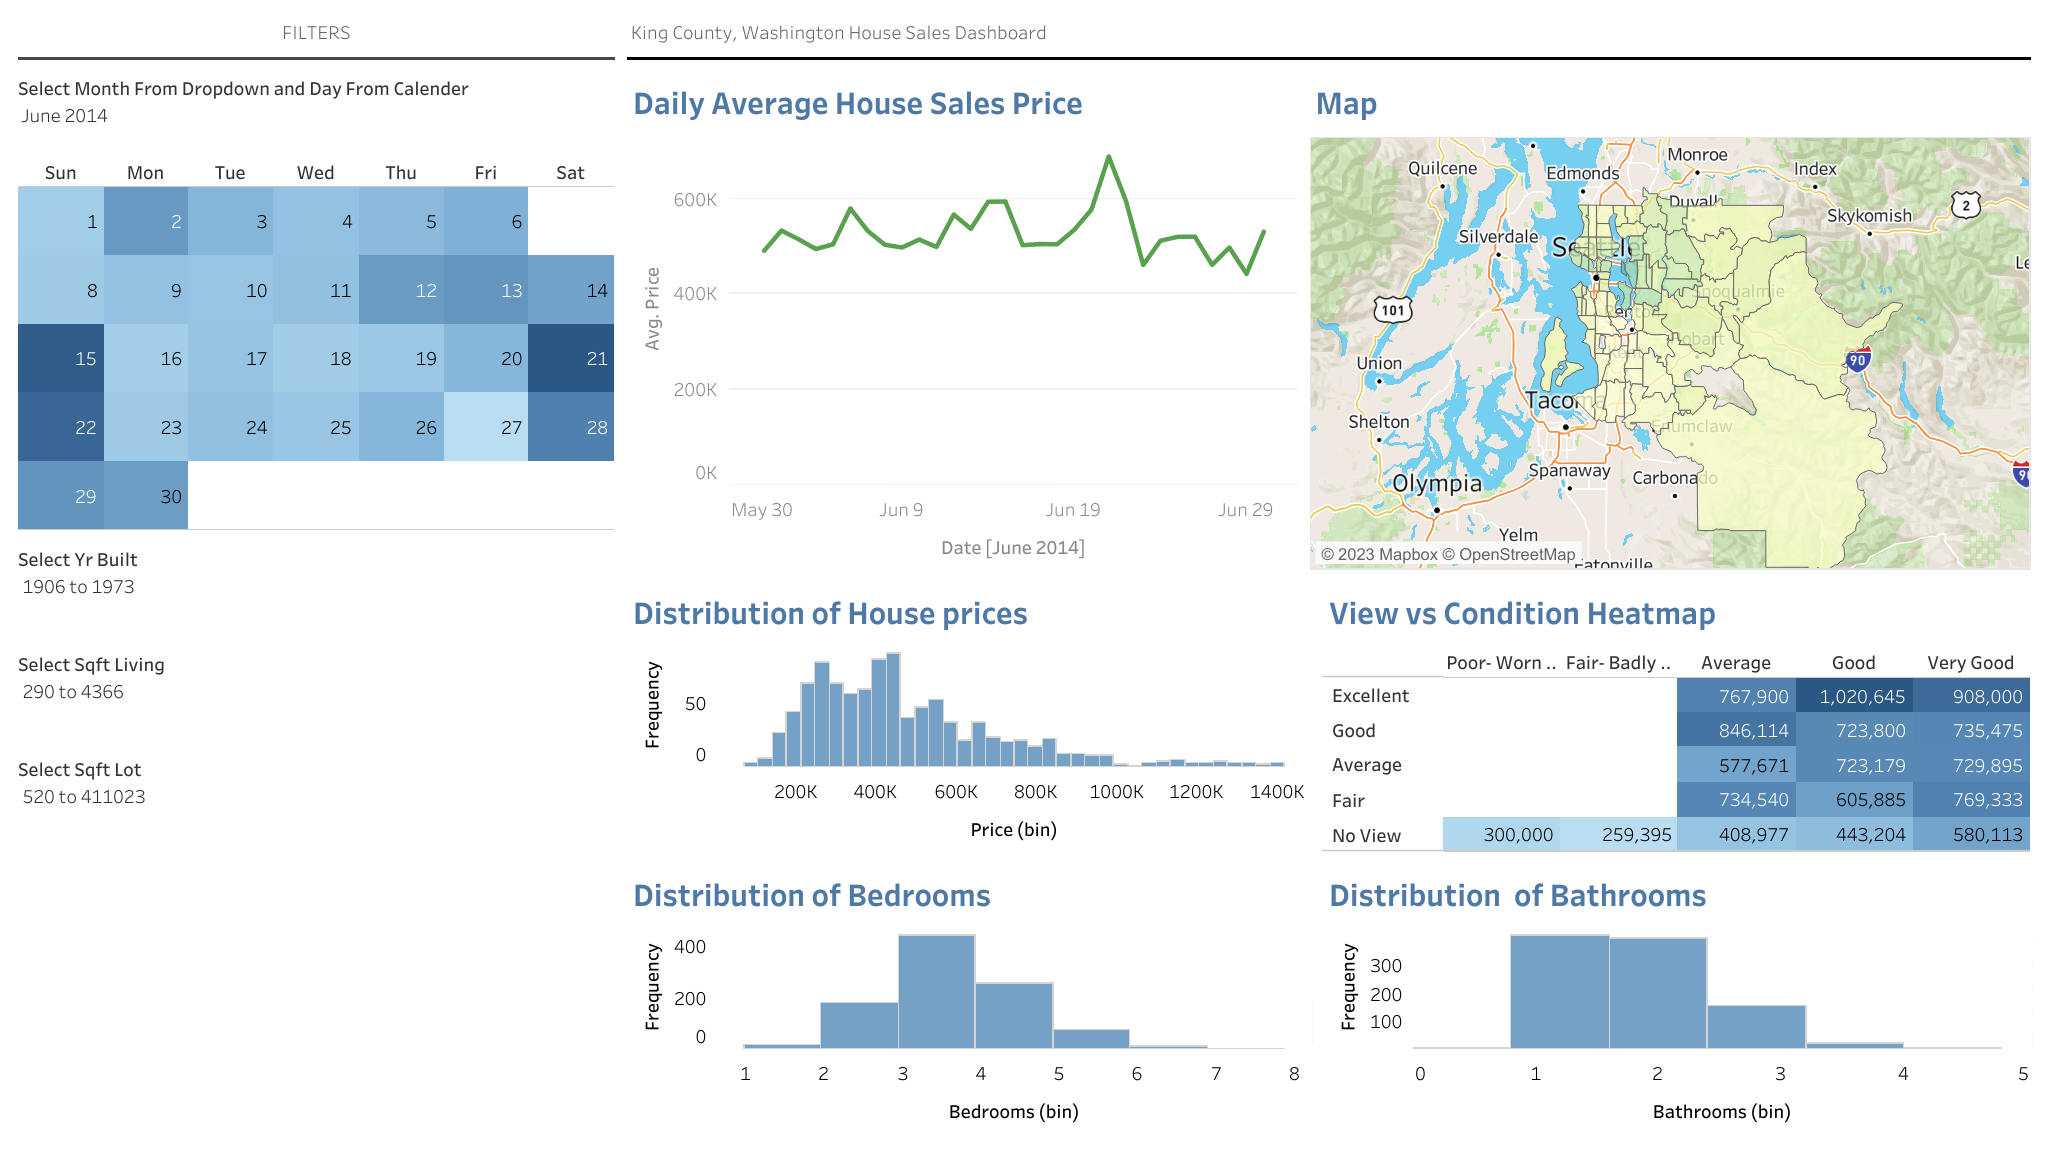 FILTERS
King County, Washington House Sales Dashboard
Select Month From Dropdown and Day From Calender
June 2014
Sun Mon Tue Wed Thu Fri Sat
1 2 3 4 5 6
8 9 10 11 12 13 14
15 16 17 18 19 20 21
22 23 24 25 26 27 28
29 30
Select Yr Built
1906 to 1973
Select Sqft Living
290 to 4366
Select Sqft Lot
520 to 411023
Daily Average House Sales Price
Avg. Price
600K
400K
200K
0K
May 30 Jun 9 Jun 19 Jun 29
Date [June 2014]
Map
Quilcene
Edmonds
Monroe
Index
Duvall
2
Skykomish
Silverdale
Seattle
Le
Snoqualmie
101
Renton
Hobart
Kent
90
Union
Tacoma
Shelton
Enumclaw
Spanaway
Carbonado
90
Olympia
Yelm
© 2023 Mapbox © OpenStreetMap
Eatonville
Distribution of House prices
Frequency
50
0
200K 400K 600K 800K 1000K 1200K 1400K
Price (bin)
View vs Condition Heatmap
Poor- Worn .. Fair- Badly .. Average Good Very Good
Excellent 767,900 1,020,645 908,000
Good 846,114 723,800 735,475
Average 577,671 723,179 729,895
Fair 734,540 605,885 769,333
No View 300,000 259,395 408,977 443,204 580,113
Distribution of Bedrooms
Frequency
400
200
0
1 2 3 4 5 6 7 8
Bedrooms (bin)
Distribution  of Bathrooms
Frequency
300
200
100
0 1 2 3 4 5
Bathrooms (bin)